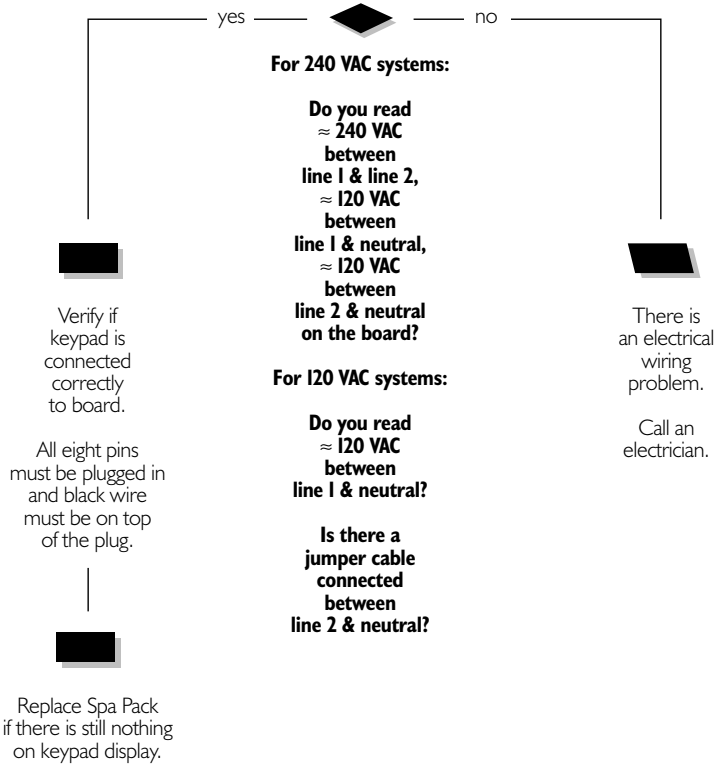 yes
no
For 240 VAC systems:
Do you read
≈ 240 VAC
between
line 1 & line 2,
≈ 120 VAC
between
line 1 & neutral,
≈ 120 VAC
between
line 2 & neutral
on the board?
For 120 VAC systems:
Do you read
≈ 120 VAC
between
line 1 & neutral?
Is there a
jumper cable
connected
between
line 2 & neutral?
Verify if
keypad is
connected
correctly
to board.
All eight pins
must be plugged in
and black wire
must be on top
of the plug.
Replace Spa Pack
if there is still nothing
on keypad display.
There is
an electrical
wiring
problem.
Call an
electrician.